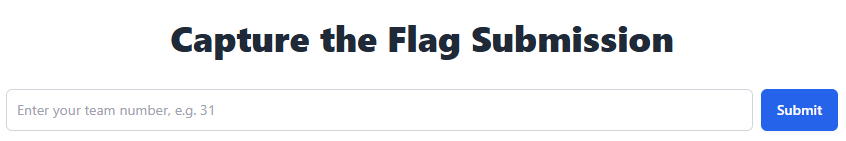 Capture the Flag Submission
Enter your team number, e.g. 31
Submit